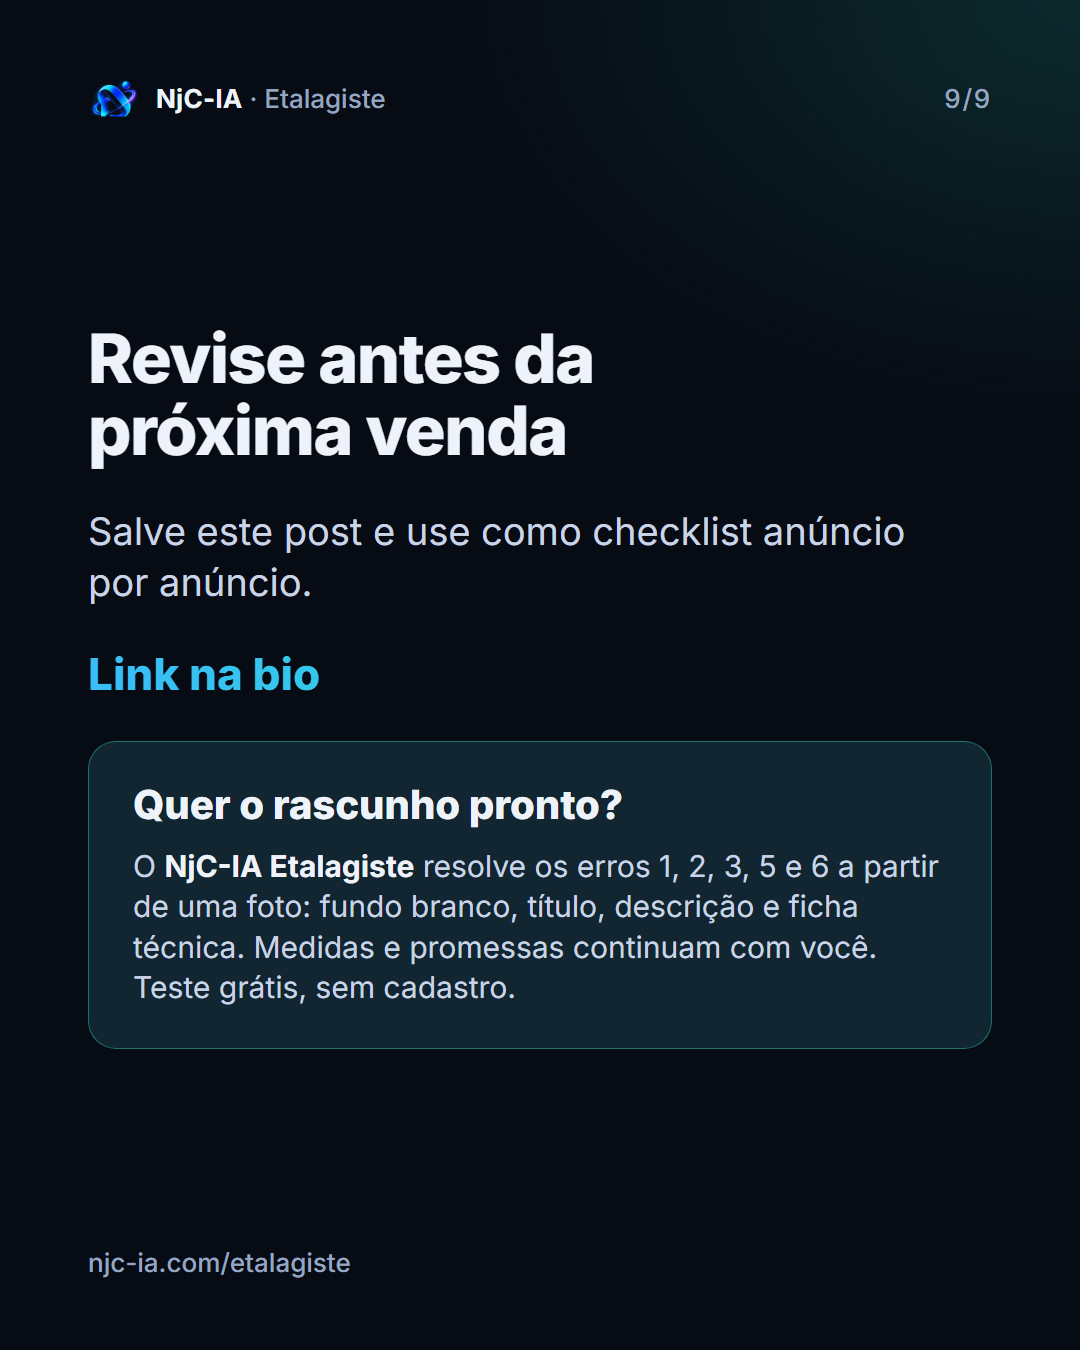 NjC-IA · Etalagiste
9/9
Revise antes da
próxima venda
Salve este post e use como checklist anúncio
por anúncio.
Link na bio
Quer o rascunho pronto?
O NjC-IA Etalagiste resolve os erros 1, 2, 3, 5 e 6 a partir
de uma foto: fundo branco, título, descrição e ficha
técnica. Medidas e promessas continuam com você.
Teste grátis, sem cadastro.
njc-ia.com/etalagiste